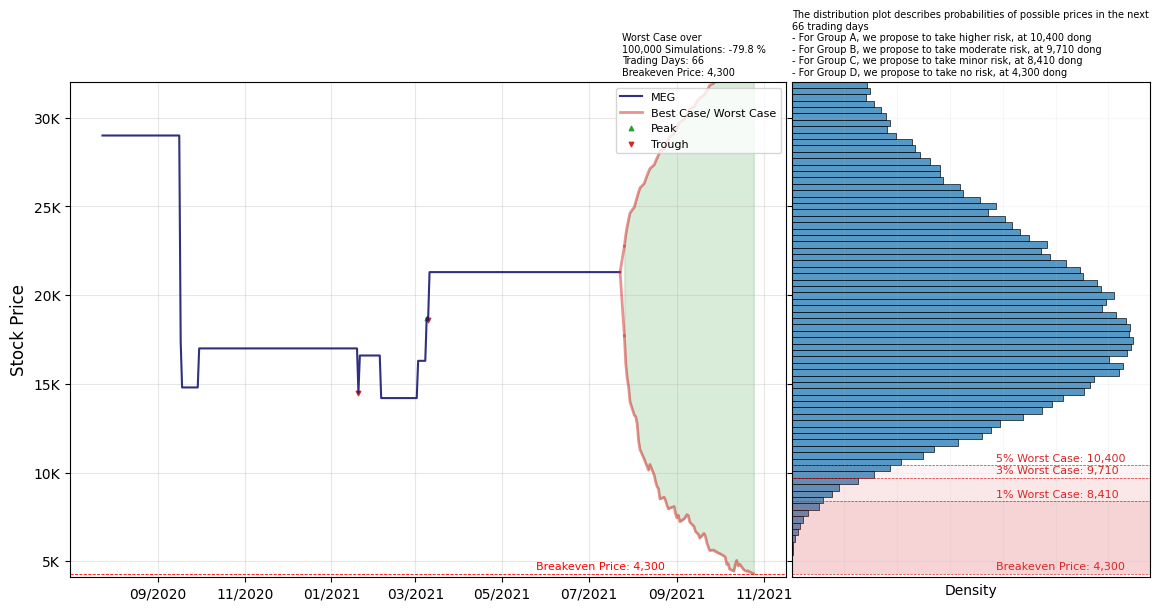 The distribution plot describes probabilities of possible prices in the next
66 trading days
- For Group A, we propose to take higher risk, at 10,400 dong
- For Group B, we propose to take moderate risk, at 9,710 dong
- For Group C, we propose to take minor risk, at 8,410 dong
- For Group D, we propose to take no risk, at 4,300 dong
Worst Case over
100,000 Simulations: -79.8 %
Trading Days: 66
Breakeven Price: 4,300
MEG
Best Case/ Worst Case
Peak
Trough
Stock Price
30K
25K
20K
15K
10K
5K
Breakeven Price: 4,300
09/2020
11/2020
01/2021
03/2021
05/2021
07/2021
09/2021
11/2021
5% Worst Case: 10,400
3% Worst Case: 9,710
1% Worst Case: 8,410
Breakeven Price: 4,300
Density